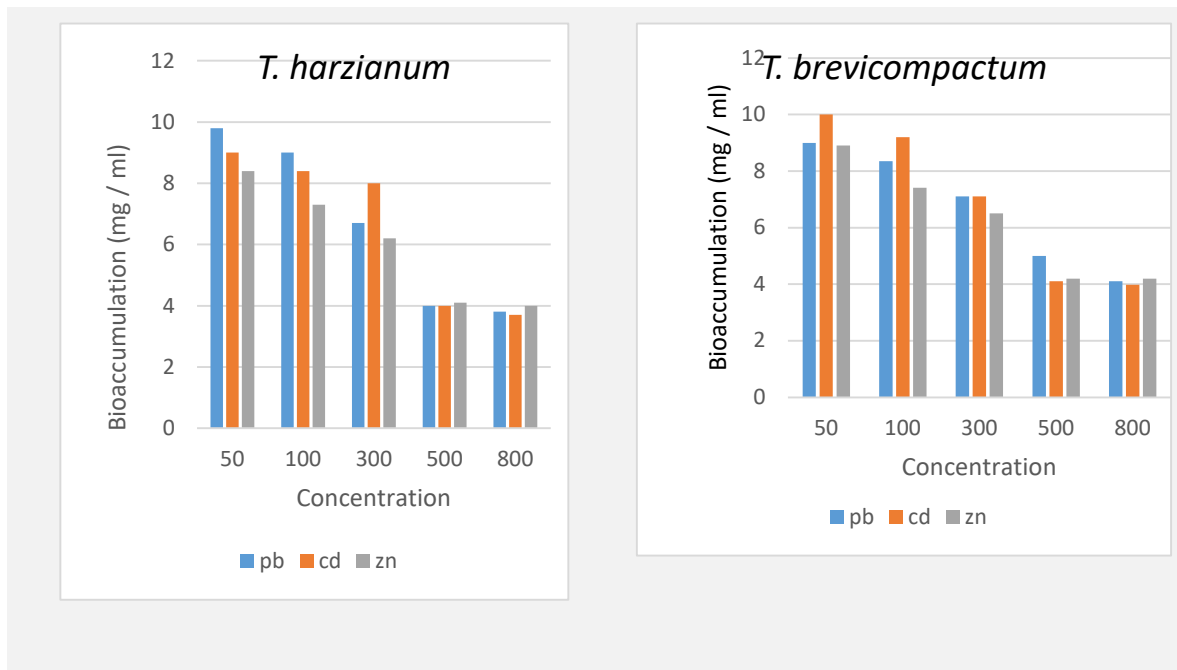 T. harzianum
12
10
8
6
4
2
0
Bioaccumulation (mg / ml)
50 100 300 500 800
Concentration
pb cd zn
T. brevicompactum
12
10
8
6
4
2
0
Bioaccumulation (mg / ml)
50 100 300 500 800
Concentration
pb cd zn